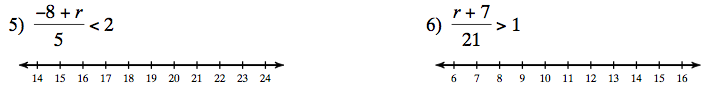 5) (−8 + r)/5 < 2
14 15 16 17 18 19 20 21 22 23 24
6) (r + 7)/21 > 1
6 7 8 9 10 11 12 13 14 15 16